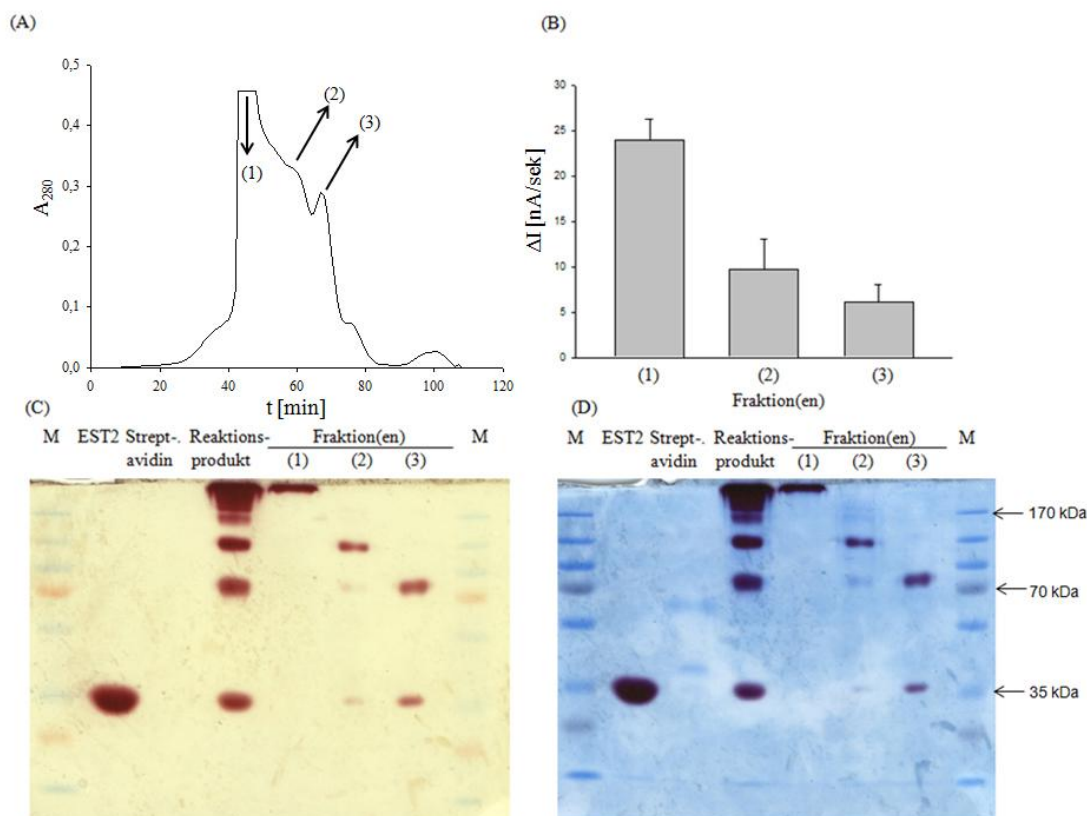 (A)
(B)
0,5
0,4
0,3
0,2
0,1
0,0
A280
(1)
(2)
(3)
0 20 40 60 80 100 120
t [min]
30
25
20
15
10
5
0
ΔI [nA/sek]
(1) (2) (3)
Fraktion(en)
(C)
M EST2 Strept-. Reaktions- Fraktion(en) M
avidin produkt (1) (2) (3)
(D)
M EST2 Strept-. Reaktions- Fraktion(en) M
avidin produkt (1) (2) (3)
170 kDa
70 kDa
35 kDa